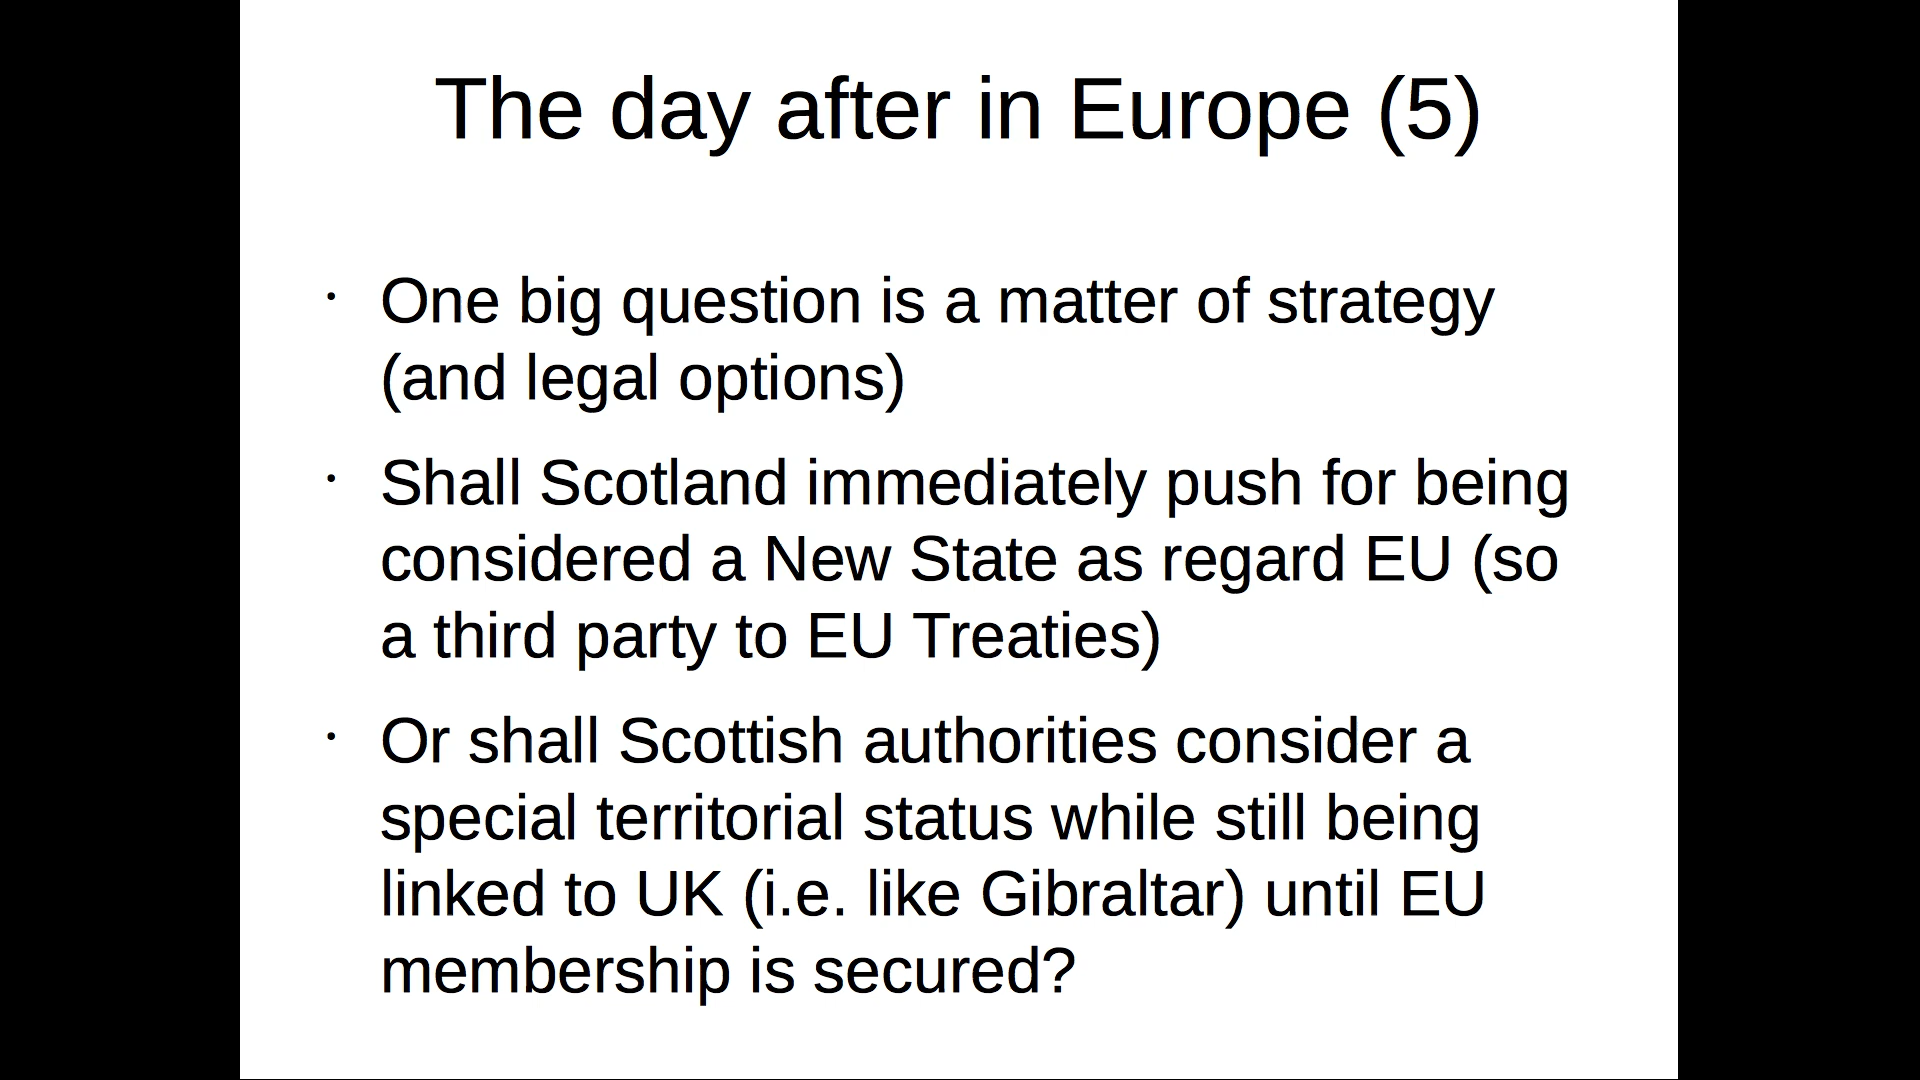 The day after in Europe (5)
· One big question is a matter of strategy
(and legal options)
· Shall Scotland immediately push for being
considered a New State as regard EU (so
a third party to EU Treaties)
· Or shall Scottish authorities consider a
special territorial status while still being
linked to UK (i.e. like Gibraltar) until EU
membership is secured?